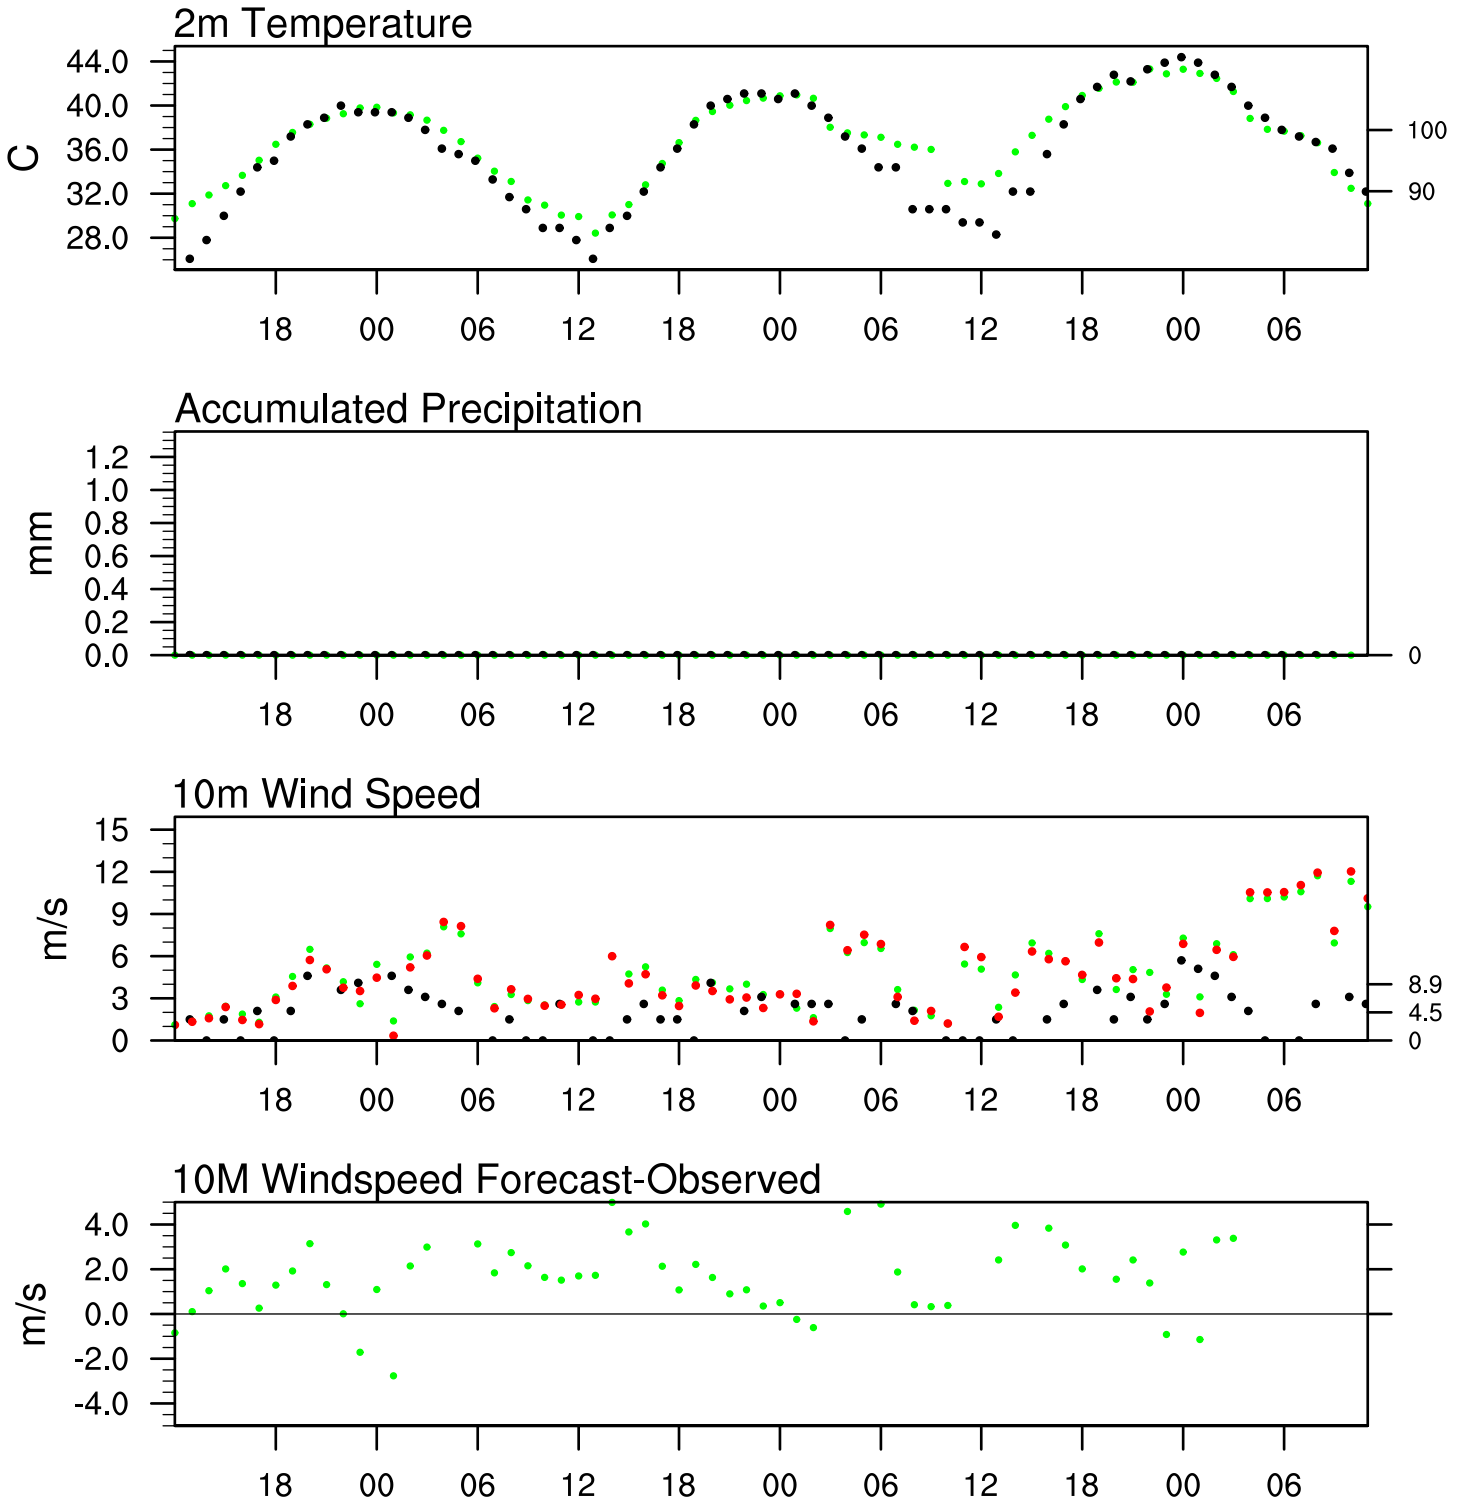 2m Temperature
44.0
40.0
36.0
32.0
28.0
C
100
90
18 00 06 12 18 00 06 12 18 00 06
Accumulated Precipitation
1.2
1.0
0.8
0.6
0.4
0.2
0.0
mm
0
18 00 06 12 18 00 06 12 18 00 06
10m Wind Speed
15
12
9
6
3
0
m/s
8.9
4.5
0
18 00 06 12 18 00 06 12 18 00 06
10M Windspeed Forecast-Observed
4.0
2.0
0.0
-2.0
-4.0
m/s
18 00 06 12 18 00 06 12 18 00 06